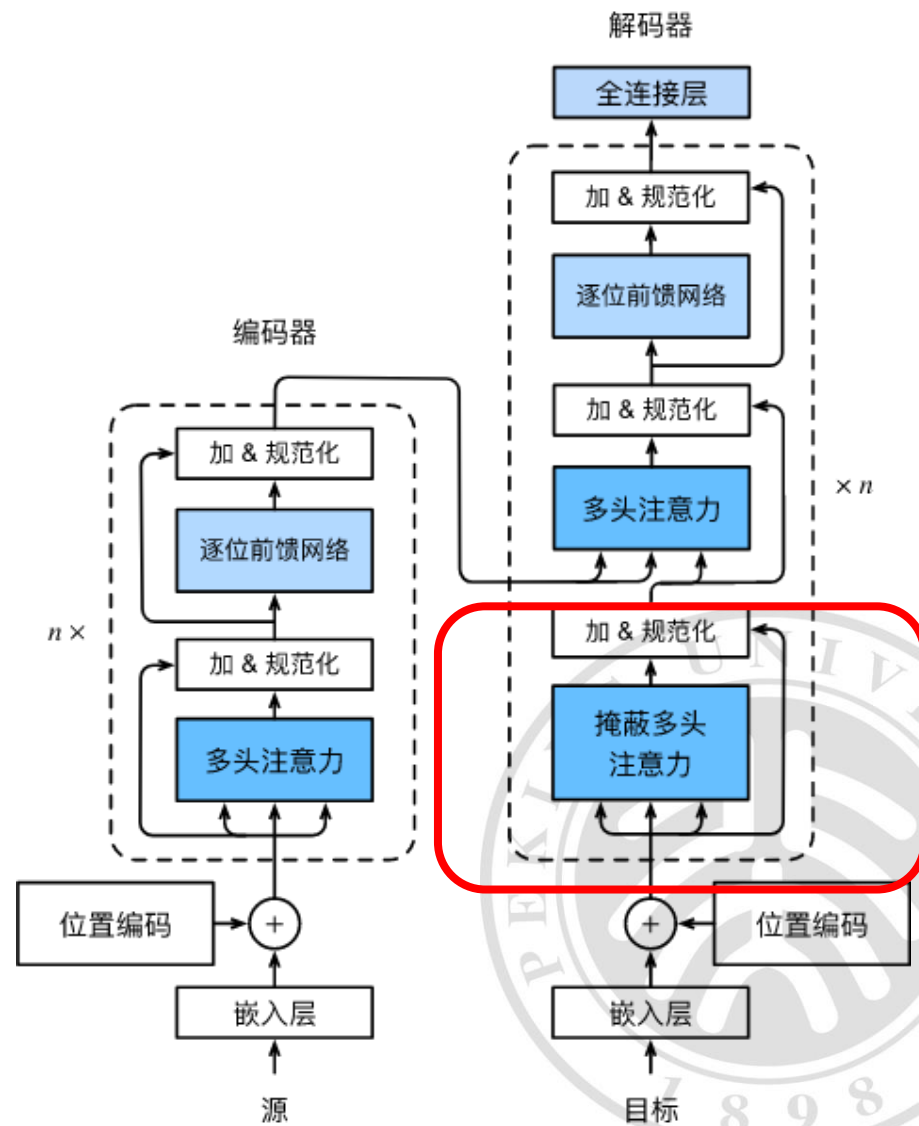 解码器
全连接层
加 & 规范化
逐位前馈网络
加 & 规范化
多头注意力
× n
加 & 规范化
掩蔽多头
注意力
位置编码
+
嵌入层
目标
编码器
加 & 规范化
逐位前馈网络
n ×
加 & 规范化
多头注意力
位置编码
+
嵌入层
源
PEKI
UNIV
1898